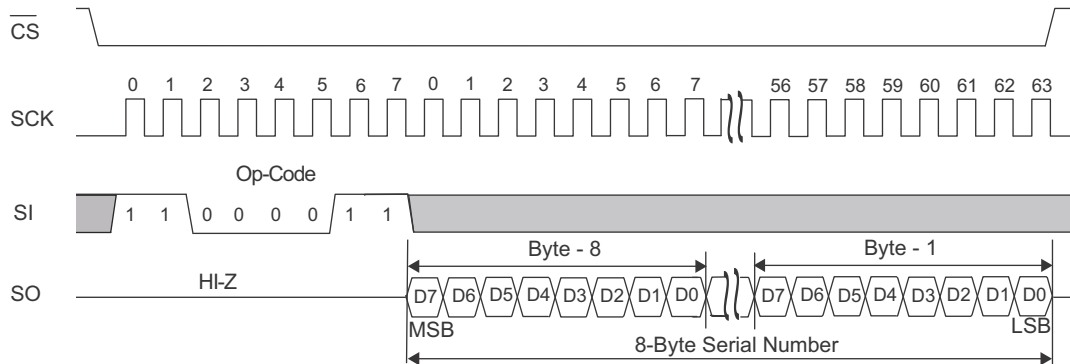 CS
0 1 2 3 4 5 6 7 0 1 2 3 4 5 6 7 56 57 58 59 60 61 62 63
SCK
Op-Code
SI 1 1 0 0 0 0 1 1
Byte - 8 Byte - 1
HI-Z
SO D7 D6 D5 D4 D3 D2 D1 D0 D7 D6 D5 D4 D3 D2 D1 D0
MSB LSB
8-Byte Serial Number